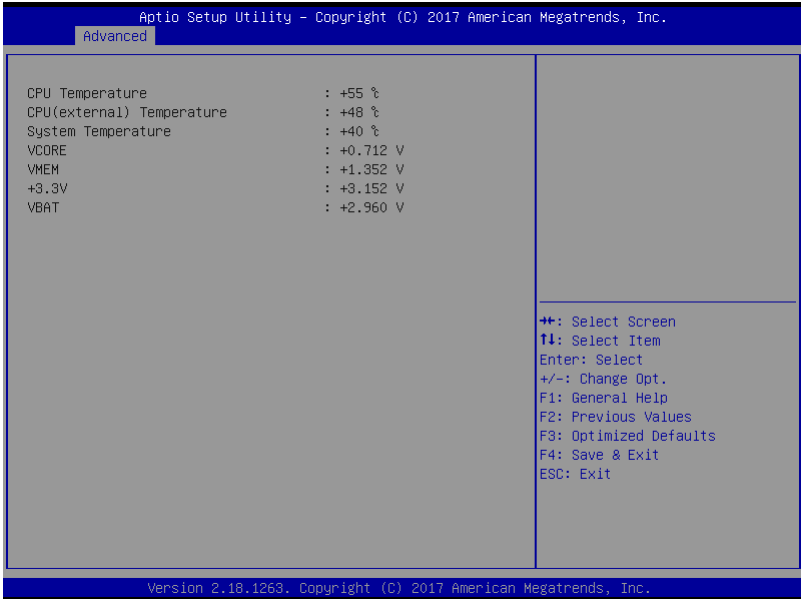 Aptio Setup Utility – Copyright (C) 2017 American Megatrends, Inc.
Advanced
CPU Temperature : +55 ℃
CPU(external) Temperature : +48 ℃
System Temperature : +40 ℃
VCORE : +0.712 V
VMEM : +1.352 V
+3.3V : +3.152 V
VBAT : +2.960 V
→←: Select Screen
↑↓: Select Item
Enter: Select
+/-: Change Opt.
F1: General Help
F2: Previous Values
F3: Optimized Defaults
F4: Save & Exit
ESC: Exit
Version 2.18.1263. Copyright (C) 2017 American Megatrends, Inc.